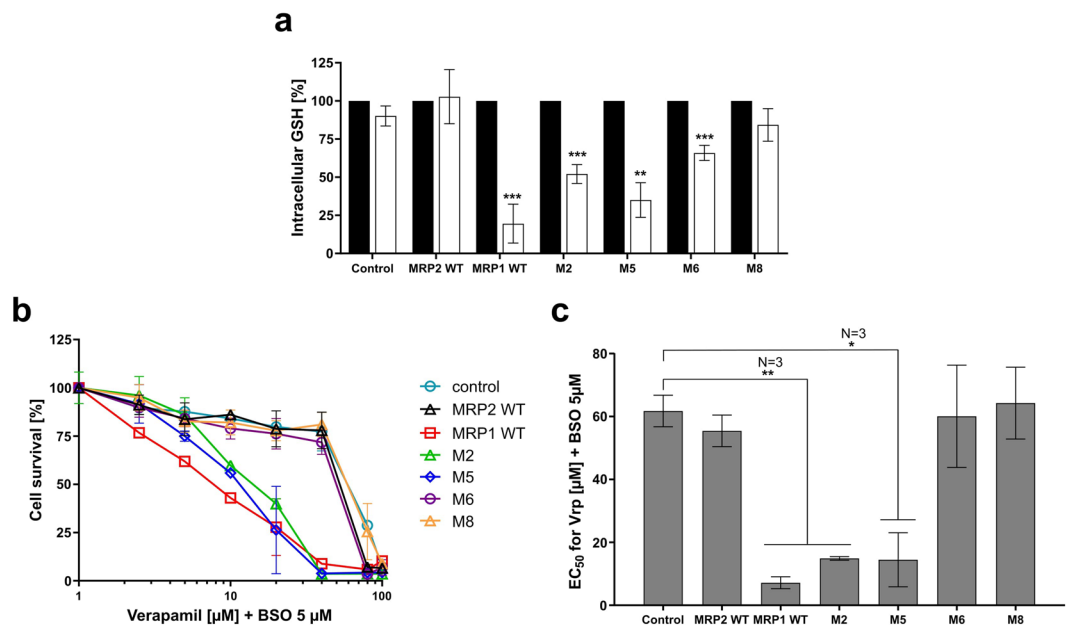 a
Intracellular GSH [%]
125
100
75
50
25
0
***
***
**
***
Control MRP2 WT MRP1 WT M2 M5 M6 M8
b
Cell survival [%]
125
100
75
50
25
0
1 10 100
Verapamil [µM] + BSO 5 µM
control
MRP2 WT
MRP1 WT
M2
M5
M6
M8
c
EC50 for Vrp [µM] + BSO 5µM
80
60
40
20
0
N=3
*
N=3
**
Control MRP2 WT MRP1 WT M2 M5 M6 M8